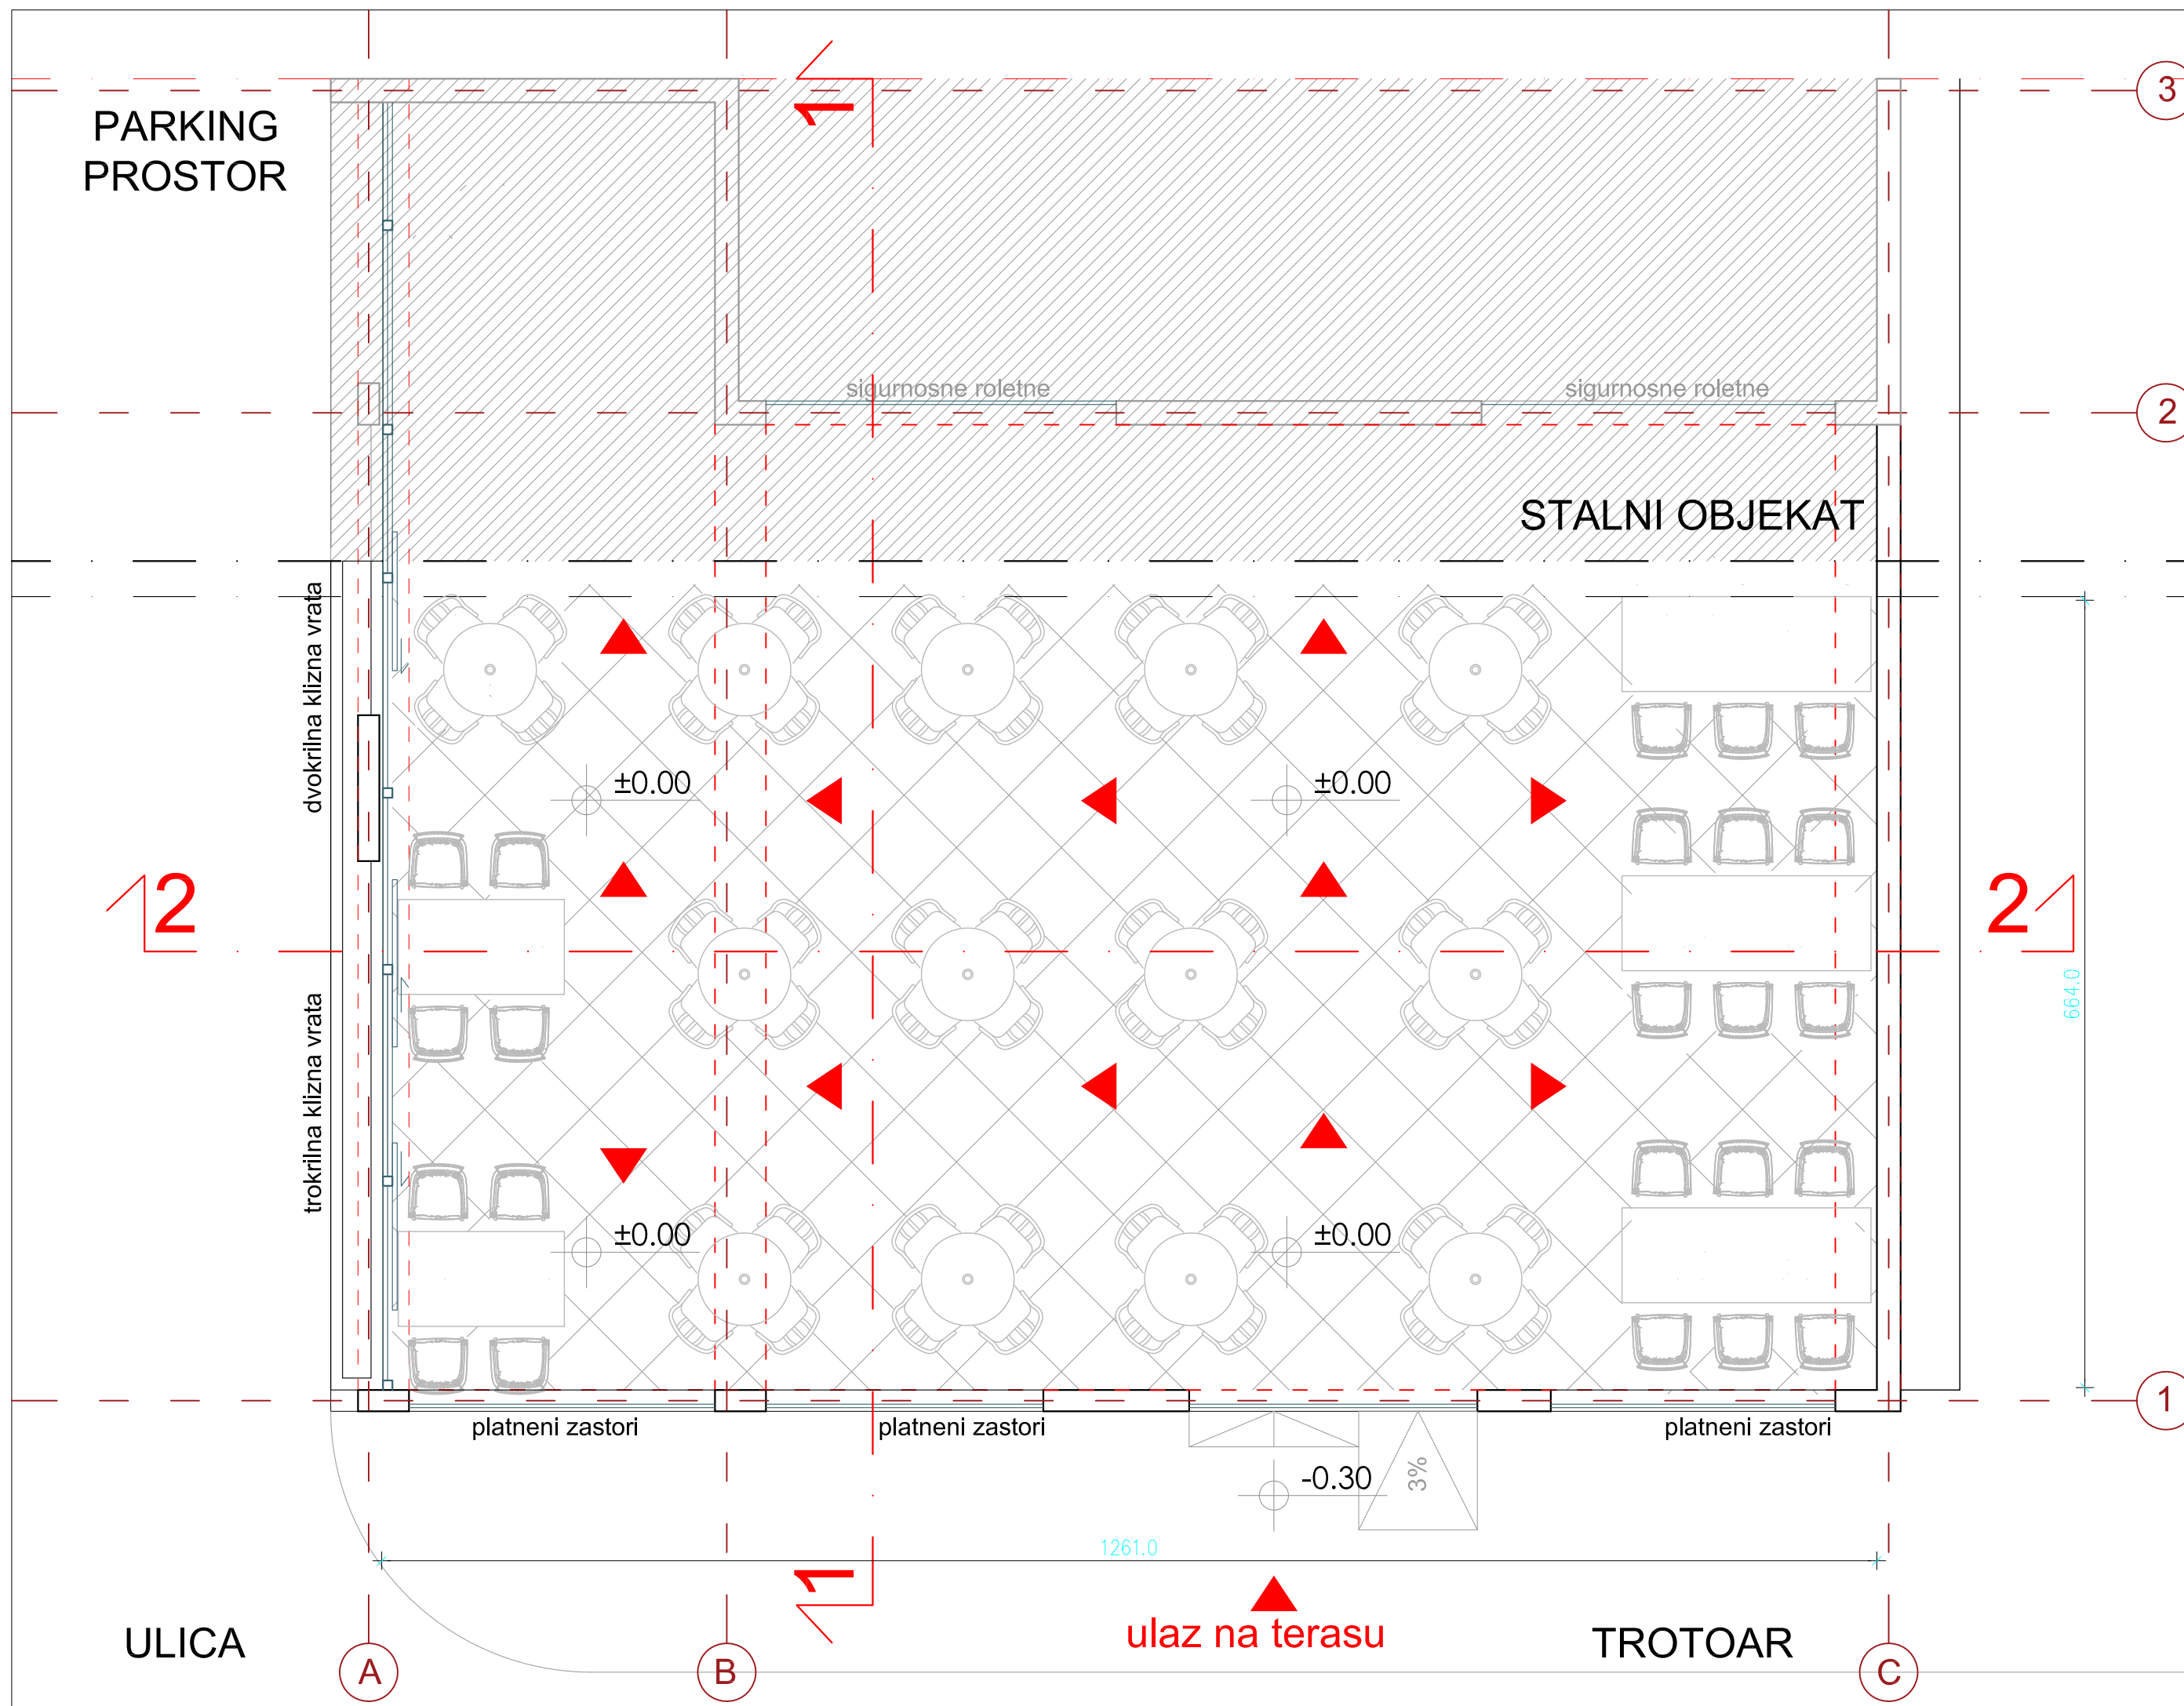 1
3
PARKING
PROSTOR
sigurnosne roletne
sigurnosne roletne
2
STALNI OBJEKAT
dvokrilna klizna vrata
±0.00
±0.00
2
2
664.0
trokrilna klizna vrata
±0.00
±0.00
1
platneni zastori
platneni zastori
platneni zastori
-0.30
3%
1261.0
1
ulaz na terasu
ULICA
TROTOAR
A
B
C